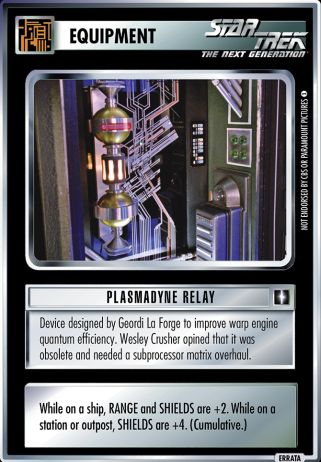 EQUIPMENT
STAR TREK
THE NEXT GENERATION
NOT ENDORSED BY CBS OR PARAMOUNT PICTURES
PLASMADYNE RELAY
Device designed by Geordi La Forge to improve warp engine
quantum efficiency. Wesley Crusher opined that it was
obsolete and needed a subprocessor matrix overhaul.
While on a ship, RANGE and SHIELDS are +2. While on a
station or outpost, SHIELDS are +4. (Cumulative.)
ERRATA